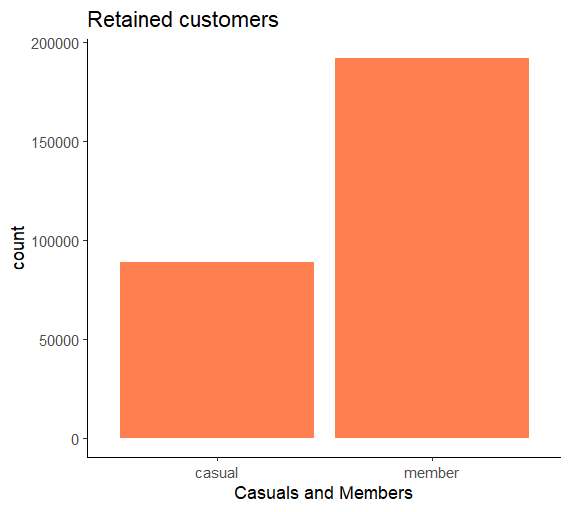 Retained customers
200000
150000
100000
50000
0
count
casual member
Casuals and Members